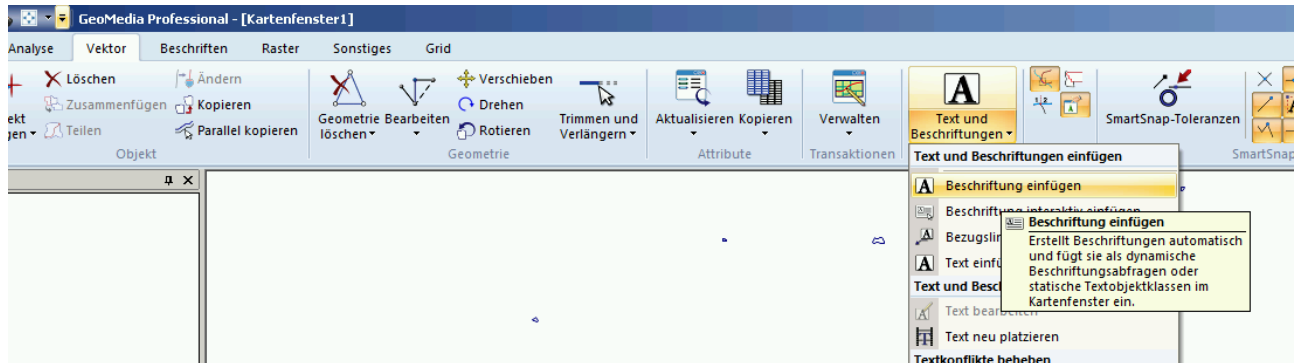 GeoMedia Professional - [Kartenfenster1]
Analyse Vektor Beschriften Raster Sonstiges Grid
Löschen Ändern Verschieben
Zusammenfügen Kopieren Drehen
Teilen Parallel kopieren Rotieren
Geometrie löschen Bearbeiten Trimmen und Verlängern Aktualisieren Kopieren Verwalten Text und Beschriftungen SmartSnap-Toleranzen
Objekt Geometrie Attribute Transaktionen SmartSnap
Text und Beschriftungen einfügen
Beschriftung einfügen
Beschriftung interaktiv einfügen
Beschriftung einfügen
Erstellt Beschriftungen automatisch
und fügt sie als dynamische
Beschriftungsabfragen oder
statische Textobjektklassen im
Kartenfenster ein.
Text neu platzieren
Textkonflikte beheben